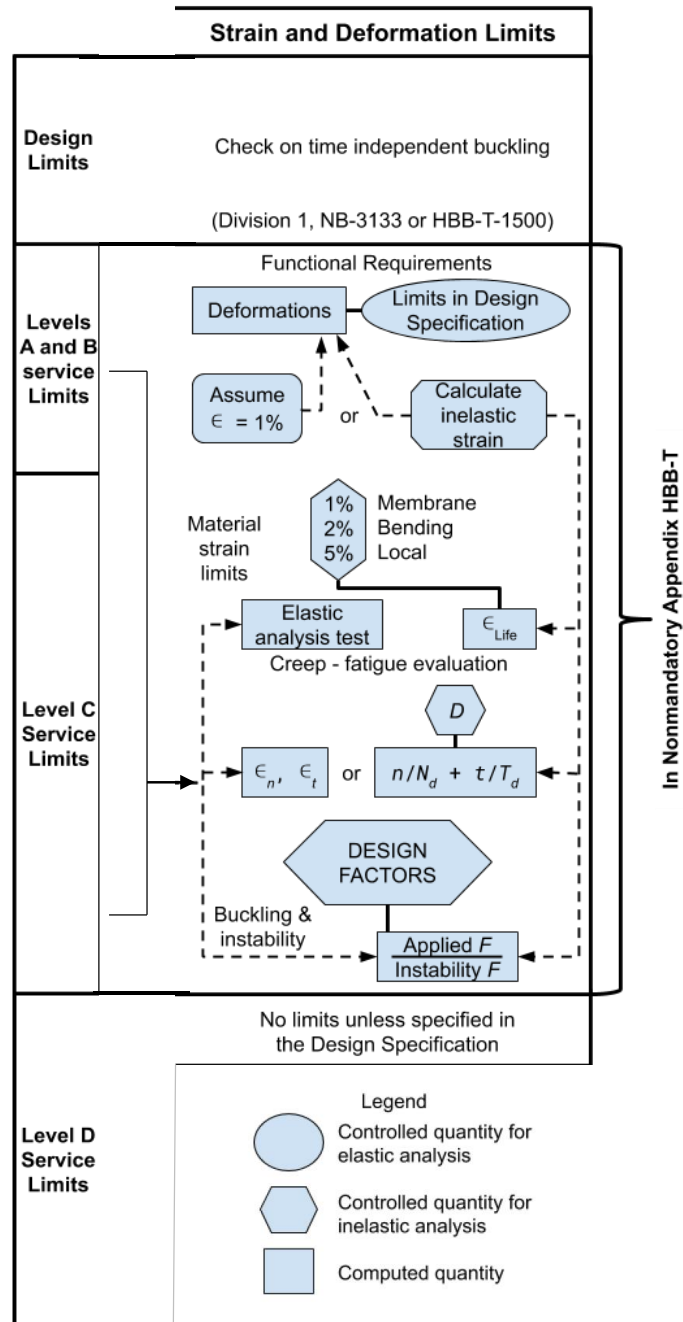 Strain and Deformation Limits
Design
Limits
Check on time independent buckling
(Division 1, NB-3133 or HBB-T-1500)
Levels
A and B
service
Limits
Functional Requirements
Deformations
Limits in Design
Specification
Assume
∈ = 1%
or
Calculate
inelastic
strain
Level C
Service
Limits
Material
strain
limits
1% Membrane
2% Bending
5% Local
Elastic
analysis test
∈Life
Creep - fatigue evaluation
D
∈n, ∈t
or
n/Nd + t/Td
DESIGN
FACTORS
Buckling &
instability
Applied F
Instability F
In Nonmandatory Appendix HBB-T
Level D
Service
Limits
No limits unless specified in
the Design Specification
Legend
Controlled quantity for
elastic analysis
Controlled quantity for
inelastic analysis
Computed quantity